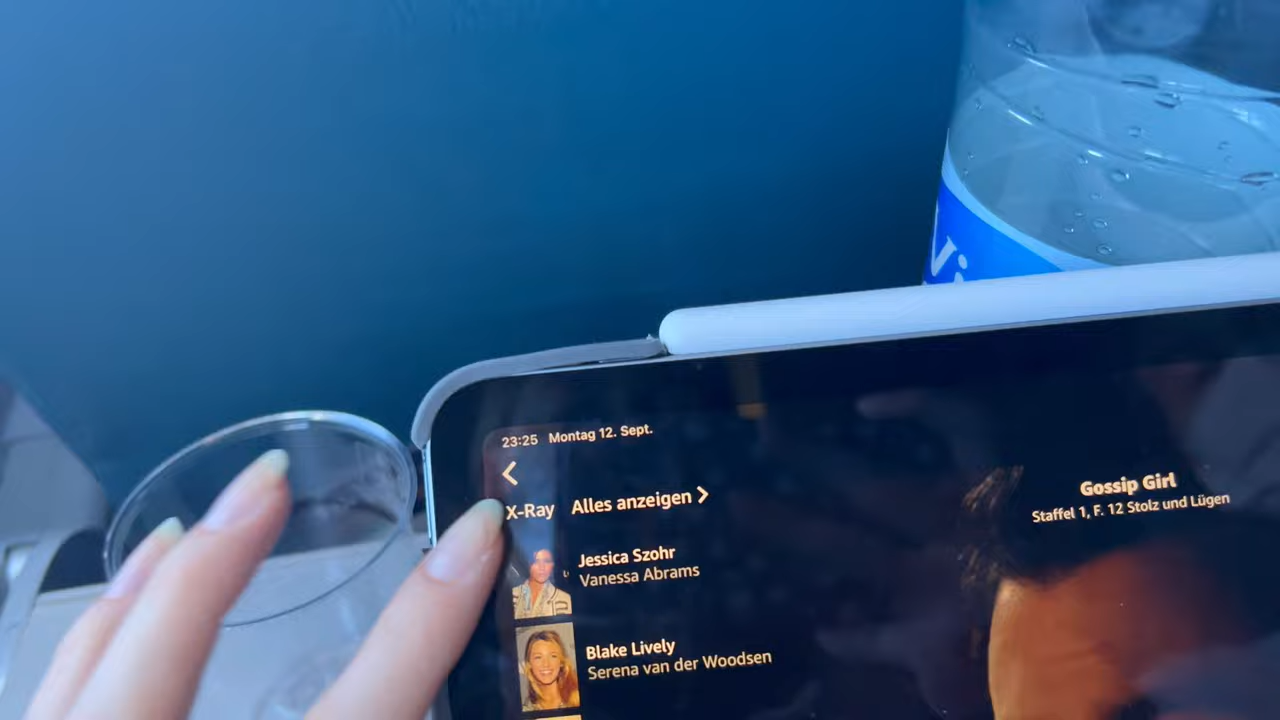 Vi
23:25 Montag 12. Sept.
X-Ray Alles anzeigen
Gossip Girl
Staffel 1, F. 12 Stolz und Lügen
Jessica Szohr
Vanessa Abrams
Blake Lively
Serena van der Woodsen